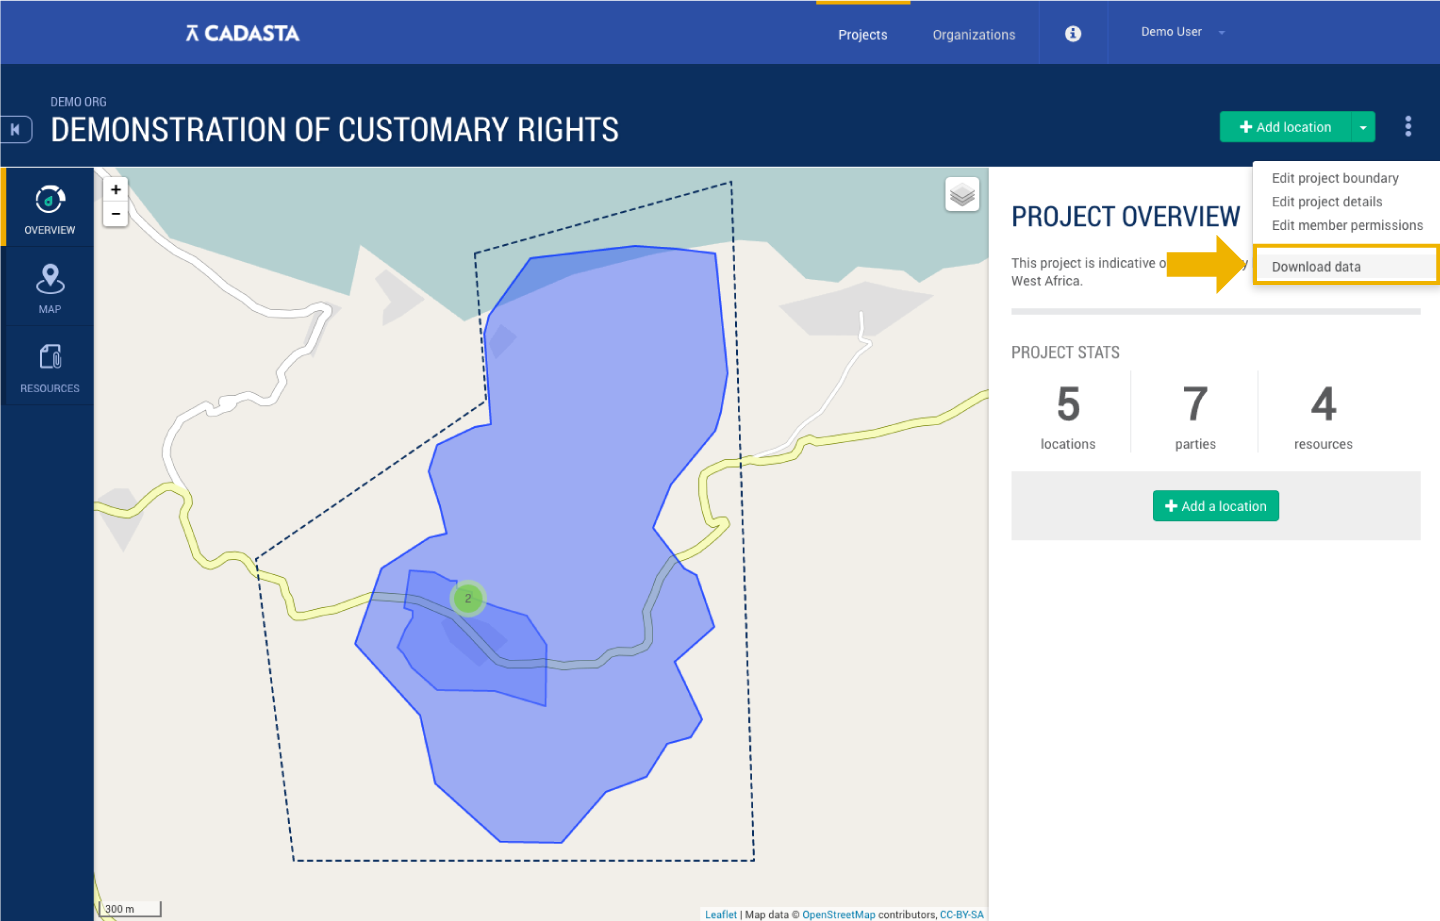 CADASTA
Projects
Organizations
Demo User
DEMO ORG
DEMONSTRATION OF CUSTOMARY RIGHTS
Add location
Edit project boundary
Edit project details
Edit member permissions
Download data
OVERVIEW
MAP
RESOURCES
+
-
2
300 m
Leaflet | Map data © OpenStreetMap contributors, CC-BY-SA
PROJECT OVERVIEW
This project is indicative
West Africa.
PROJECT STATS
5
locations
7
parties
4
resources
Add a location